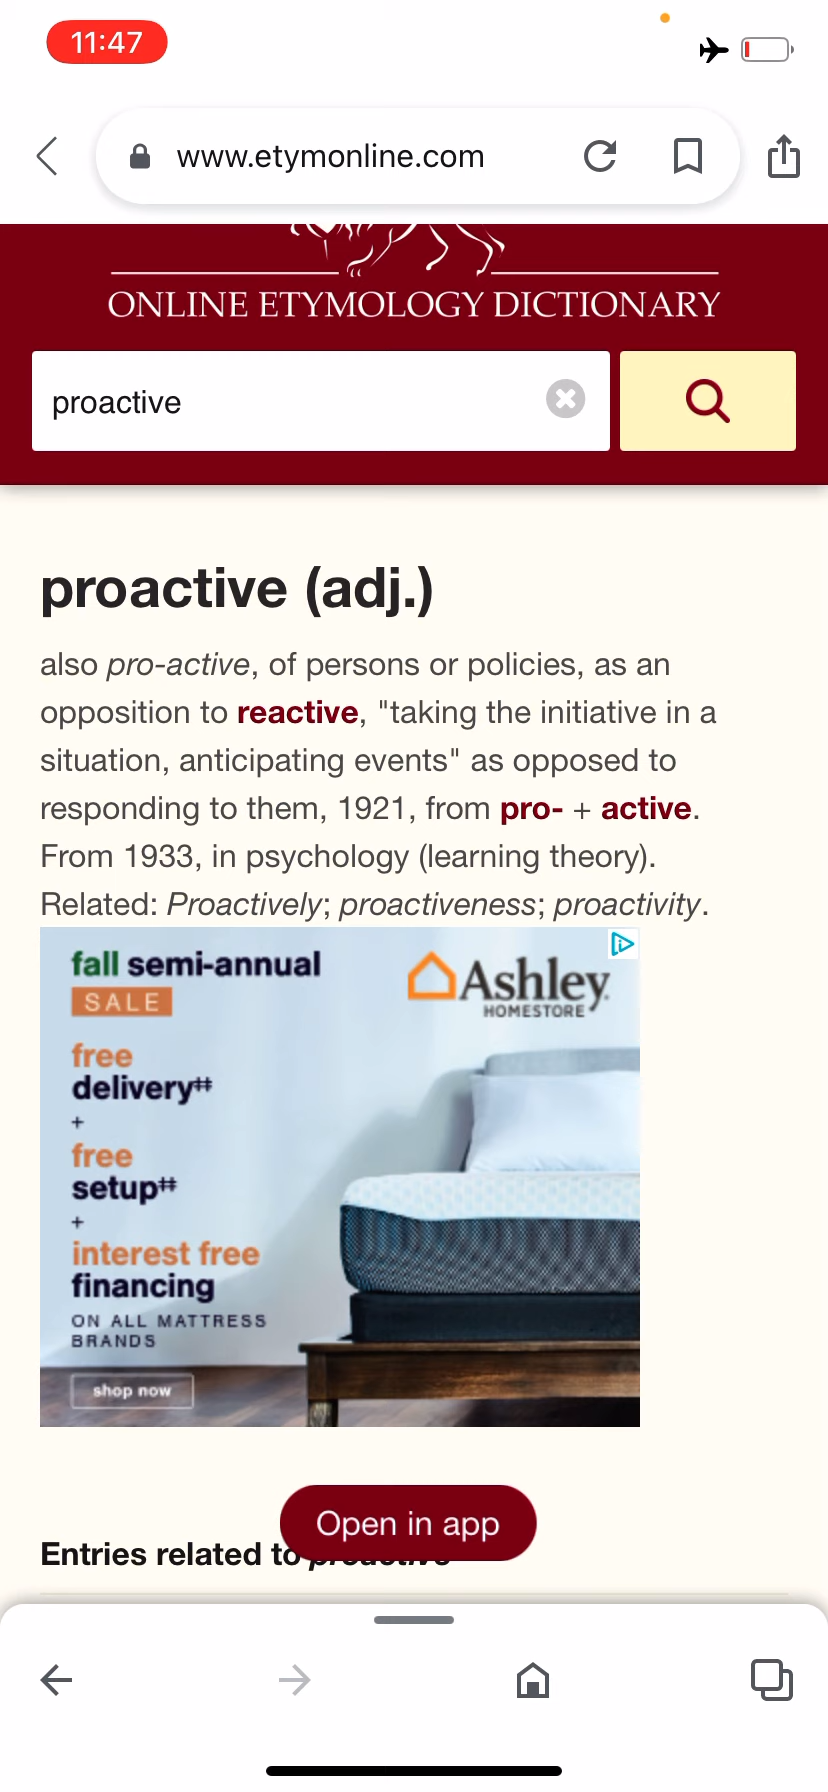 11:47
www.etymonline.com
ONLINE ETYMOLOGY DICTIONARY
proactive
proactive (adj.)
also pro-active, of persons or policies, as an
opposition to reactive, "taking the initiative in a
situation, anticipating events" as opposed to
responding to them, 1921, from pro- + active.
From 1933, in psychology (learning theory).
Related: Proactively; proactiveness; proactivity.
fall semi-annual
SALE
Ashley
HOMESTORE
free
delivery‡‡
+
free
setup‡‡
+
interest free
financing
ON ALL MATTRESS
BRANDS
shop now
Open in app
Entries related to proactive